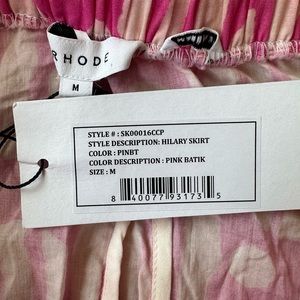 RHODE
M
STYLE # : SK00016CCP
STYLE DESCRIPTION: HILARY SKIRT
COLOR : PINBT
COLOR DESCRIPTION : PINK BATIK
SIZE : M
8 40077 93173 5